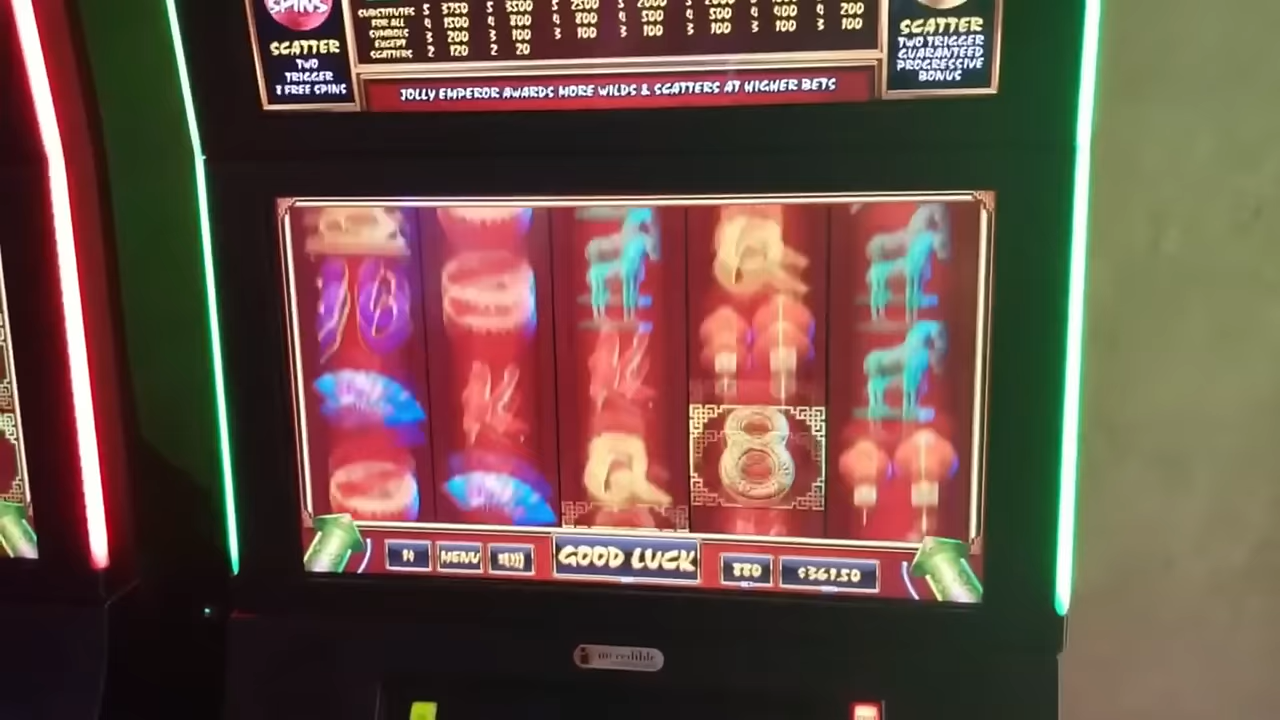 SPINS
SCATTER
TWO
TRIGGER
8 FREE SPINS
SUBSTITUTES
FOR ALL
SYMBOLS
EXCEPT
SCATTERS
5 3750 5 3500 5 2500 5 2000
4 1500 4 800 4 800 4 500 4 500 4 400 4 200
3 200 3 100 3 100 3 100 3 100 3 100 3 100
2 120 2 20
SCATTER
TWO TRIGGER
GUARANTEED
PROGRESSIVE
BONUS
JOLLY EMPEROR AWARDS MORE WILDS & SCATTERS AT HIGHER BETS
10
K
K
Q
Q
8
MENU
GOOD LUCK
880
$361.50